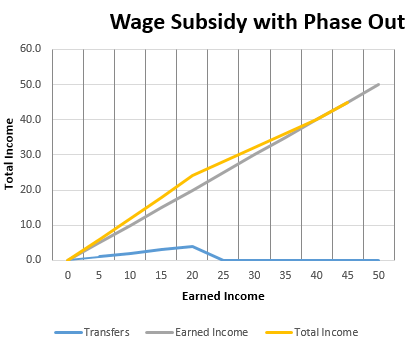 Wage Subsidy with Phase Out
60.0
50.0
40.0
30.0
20.0
10.0
0.0
Total Income
0 5 10 15 20 25 30 35 40 45 50
Earned Income
Transfers Earned Income Total Income